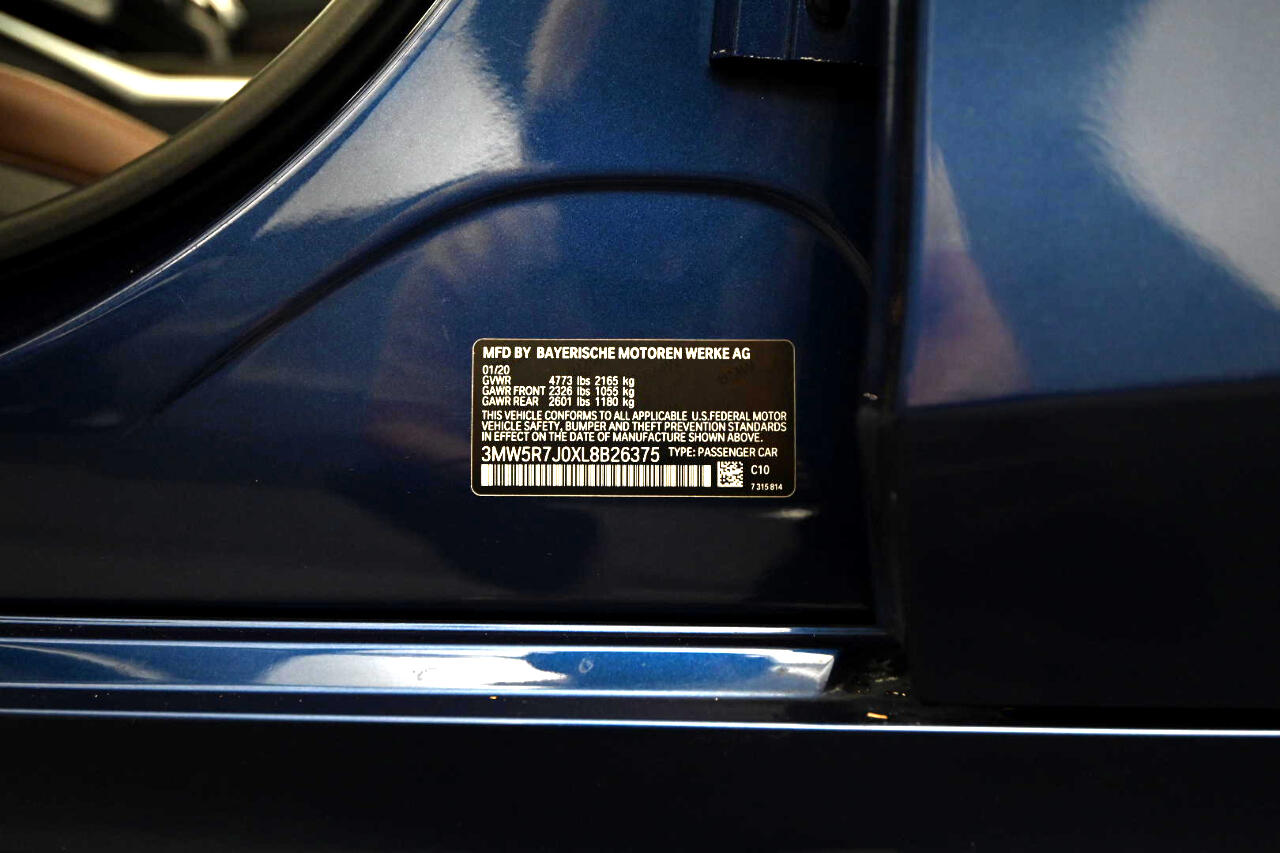 MFD BY BAYERISCHE MOTOREN WERKE AG
01/20
GVWR 4773 lbs 2165 kg
GAWR FRONT 2326 lbs 1055 kg
GAWR REAR 2601 lbs 1180 kg
THIS VEHICLE CONFORMS TO ALL APPLICABLE U.S.FEDERAL MOTOR
VEHICLE SAFETY, BUMPER AND THEFT PREVENTION STANDARDS
IN EFFECT ON THE DATE OF MANUFACTURE SHOWN ABOVE.
3MW5R7J0XL8B26375 TYPE: PASSENGER CAR
C10
7 315 814